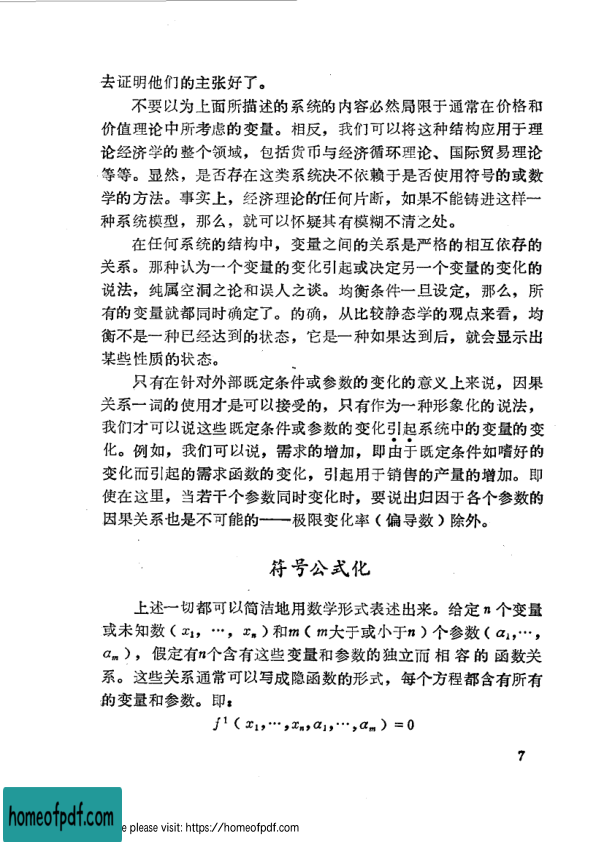 去证明他们的主张好了。
不要以为上面所描述的系统的内容必然局限于通常在价格和
价值理论中所考虑的变量。相反，我们可以将这种结构应用于理
论经济学的整个领域，包括货币与经济循环理论、国际贸易理论
等等。显然，是否存在这类系统决不依赖于是否使用符号的或数
学的方法。事实上，经济理论的任何片断，如果不能铸进这样一
种系统模型，那么，就可以怀疑其有模糊不清之处。
在任何系统的结构中，变量之间的关系是严格的相互依存的
关系。那种认为一个变量的变化引起或决定另一个变量的变化的
说法，纯属空洞之论和误人之谈。均衡条件一旦设定，那么，所
有的变量就都同时确定了。的确，从比较静态学的观点来看，均
衡不是一种已经达到的状态，它是一种如果达到后，就会显示出
某些性质的状态。
只有在针对外部既定条件或参数的变化的意义上来说，因果
关系一词的使用才是可以接受的，只有作为一种形象化的说法，
我们才可以说这些既定条件或参数的变化引起系统中的变量的变
化。例如，我们可以说，需求的增加，即由于既定条件如嗜好的
变化而引起的需求函数的变化，引起用于销售的产量的增加。即
使在这里，当若干个参数同时变化时，要说出归因于各个参数的
因果关系也是不可能的——极限变化率（偏导数）除外。
符号公式化
上述一切都可以简洁地用数学形式表述出来。给定 n 个变量
或未知数（x₁，…，xₙ）和m（m大于或小于n）个参数（α₁,…,
αₘ），假定有n个含有这些变量和参数的独立而相容的函数关
系。这些关系通常可以写成隐函数的形式，每个方程都含有所有
的变量和参数。即：
f¹（x₁,…,xₙ,α₁,…,αₘ）= 0
7
homeofpdf.com
e please visit: https://homeofpdf.com